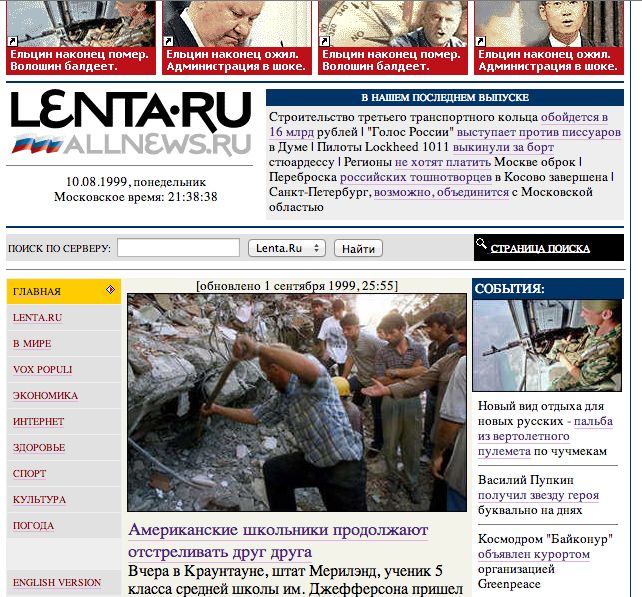 Ельцин наконец помер.
Волошин балдеет.
Ельцин наконец ожил.
Администрация в шоке.
Ельцин наконец помер.
Волошин балдеет.
Ельцин наконец ожил.
Администрация в шоке.
LENTA·RU
ALLNEWS.RU
10.08.1999, понедельник
Московское время: 21:38:38
В НАШЕМ ПОСЛЕДНЕМ ВЫПУСКЕ
Строительство третьего транспортного кольца обойдется в
16 млрд рублей | "Голос России" выступает против писсуаров
в Думе | Пилоты Lockheed 1011 выкинули за борт
стюардессу | Регионы не хотят платить Москве оброк |
Переброска российских тошнотворцев в Косово завершена |
Санкт-Петербург, возможно, объединится с Московской
областью
ПОИСК ПО СЕРВЕРУ:
Lenta.Ru
Найти
СТРАНИЦА ПОИСКА
ГЛАВНАЯ
LENTA.RU
В МИРЕ
VOX POPULI
ЭКОНОМИКА
ИНТЕРНЕТ
ЗДОРОВЬЕ
СПОРТ
КУЛЬТУРА
ПОГОДА
ENGLISH VERSION
[обновлено 1 сентября 1999, 25:55]
Американские школьники продолжают
отстреливать друг друга
Вчера в Краунтауне, штат Мерилэнд, ученик 5
класса средней школы им. Джефферсона пришел
СОБЫТИЯ:
Новый вид отдыха для
новых русских - пальба
из вертолетного
пулемета по чучмекам
Василий Пупкин
получил звезду героя
буквально на днях
Космодром "Байконур"
объявлен курортом
организацией
Greenpeace